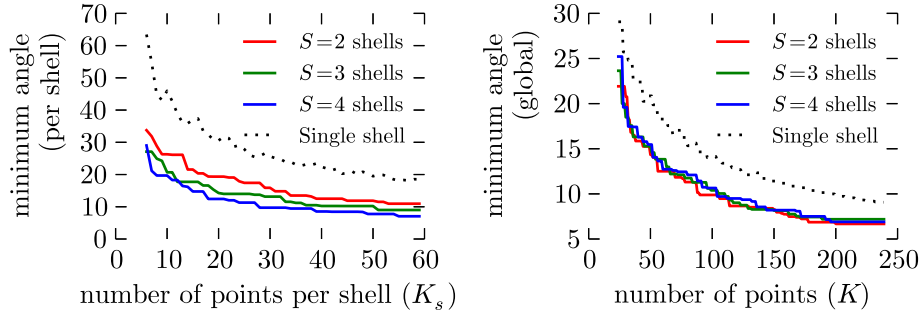 70
60
50
40
30
20
10
0
minimum angle
(per shell)
S=2 shells
S=3 shells
S=4 shells
Single shell
0 10 20 30 40 50 60
number of points per shell (Ks)
30
25
20
15
10
5
minimum angle
(global)
S=2 shells
S=3 shells
S=4 shells
Single shell
0 50 100 150 200 250
number of points (K)